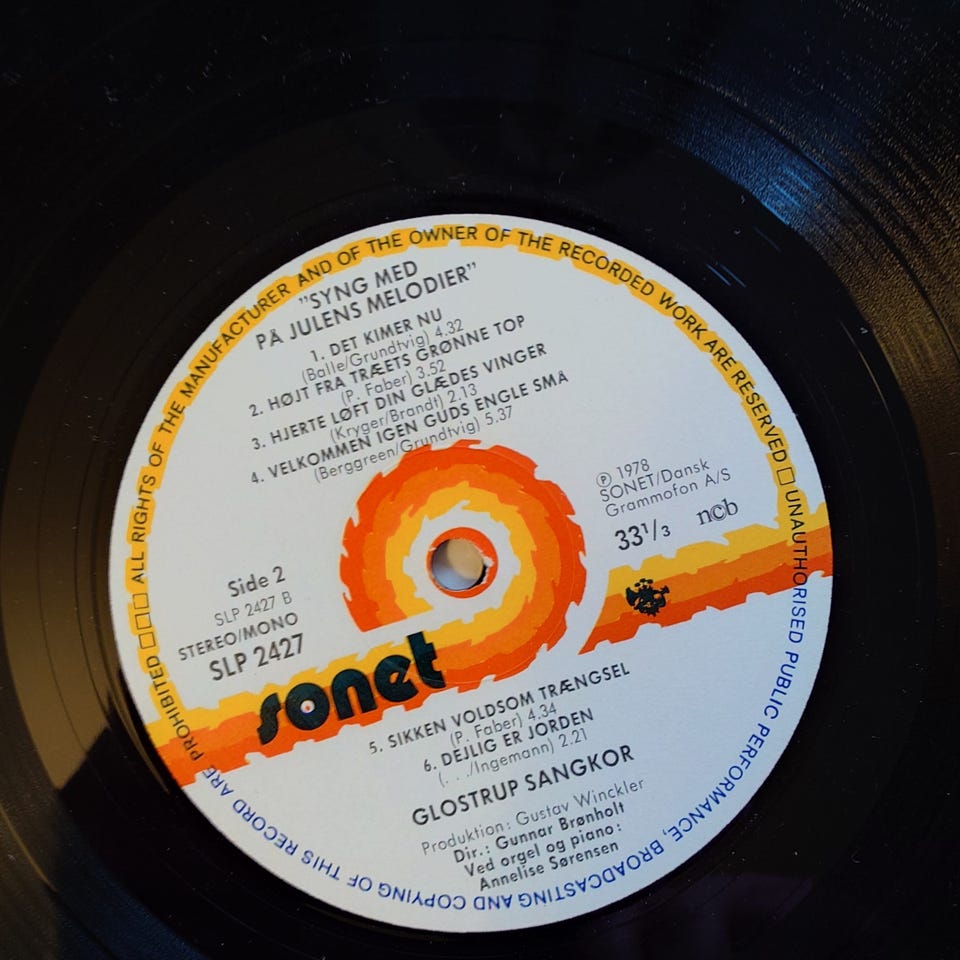 "SYNG MED
PÅ JULENS MELODIER"
1. DET KIMER NU
(Balle/Grundtvig) 4.32
2. HØJT FRA TRÆETS GRØNNE TOP
(P. Faber) 3.52
3. HJERTE LØFT DIN GLÆDES VINGER
(Kryger/Brandt) 2.13
4. VELKOMMEN IGEN GUDS ENGLE SMÅ
(Berggreen/Grundtvig) 5.37
Ⓟ 1978
SONET/Dansk
Grammofon A/S
33¹/₃ n©b
Side 2
SLP 2427 B
STEREO/MONO
SLP 2427
sonet
5. SIKKEN VOLDSOM TRÆNGSEL
(P. Faber) 4.34
6. DEJLIG ER JORDEN
(. . ./Ingemann) 2.21
GLOSTRUP SANGKOR
Produktion: Gustav Winckler
Dir.: Gunnar Brønholt
Ved orgel og piano:
Annelise Sørensen
ALL RIGHTS OF THE MANUFACTURER AND OF THE OWNER OF THE RECORDED WORK ARE RESERVED □ UNAUTHORISED PUBLIC PERFORMANCE, BROADCASTING AND COPYING OF THIS RECORD ARE PROHIBITED □□□